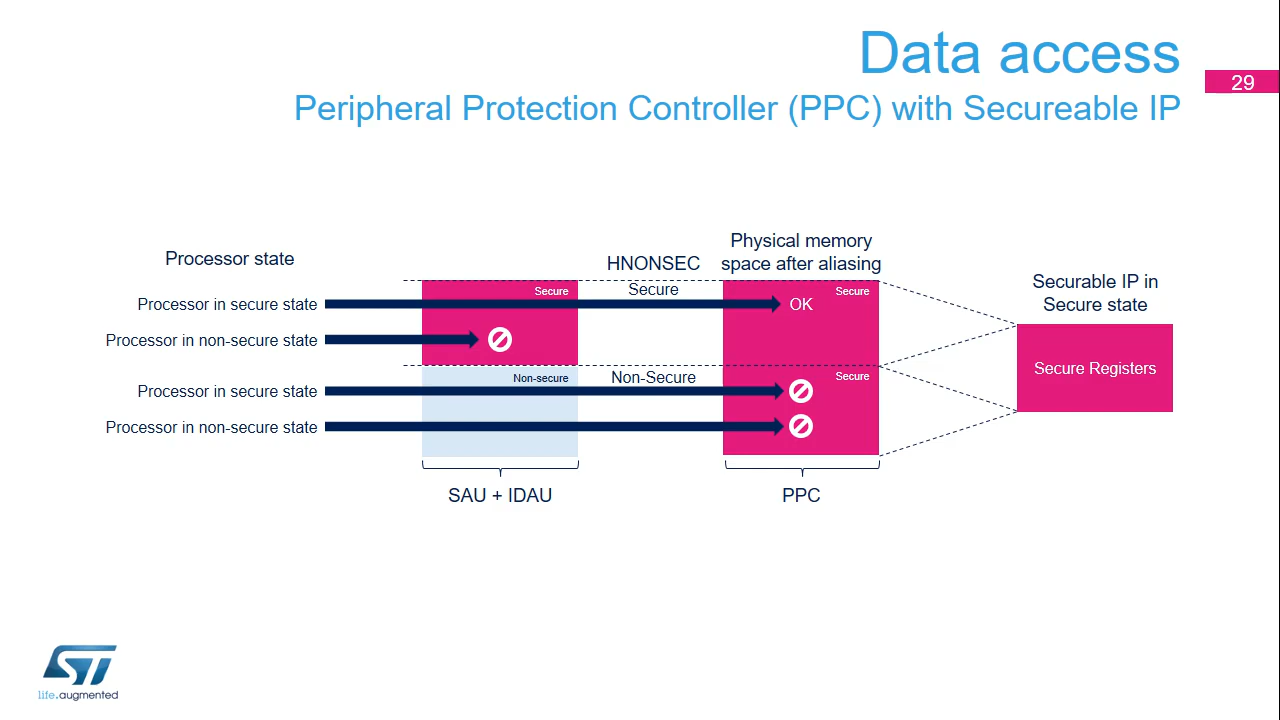 Data access
29
Peripheral Protection Controller (PPC) with Secureable IP
Processor state
HNONSEC
Physical memory
space after aliasing
Securable IP in
Secure state
Processor in secure state
Secure
Secure
OK
Secure
Processor in non-secure state
Secure Registers
Processor in secure state
Non-secure
Non-Secure
Secure
Processor in non-secure state
SAU + IDAU
PPC
ST
life.augmented